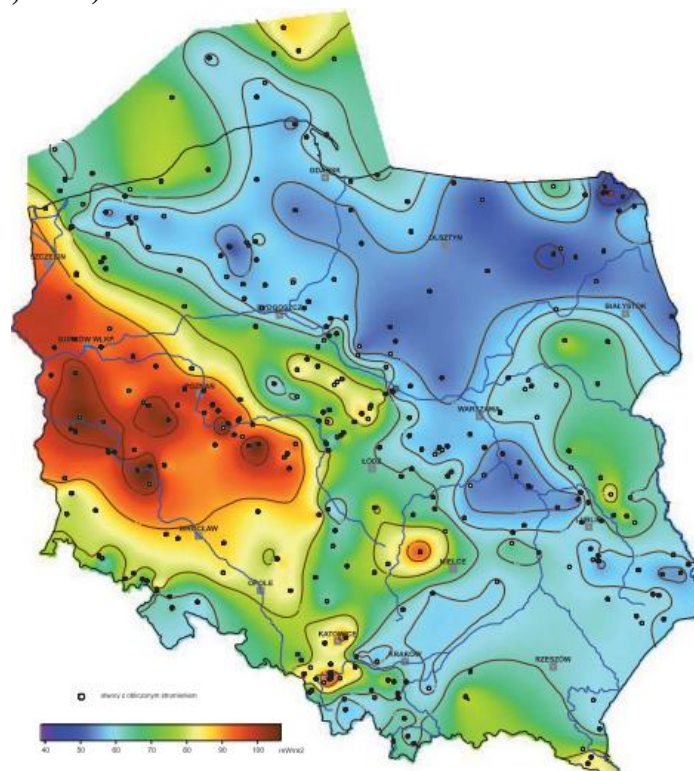 GDAŃSK
OLSZTYN
SZCZECIN
BIAŁYSTOK
BYDGOSZCZ
GORZÓW WLKP
POZNAŃ
WARSZAWA
ŁÓDŹ
LUBLIN
WROCŁAW
KIELCE
OPOLE
KATOWICE
KRAKÓW
RZESZÓW
otwory z obliczonym strumieniem
40 50 60 70 80 90 100 mW/m2